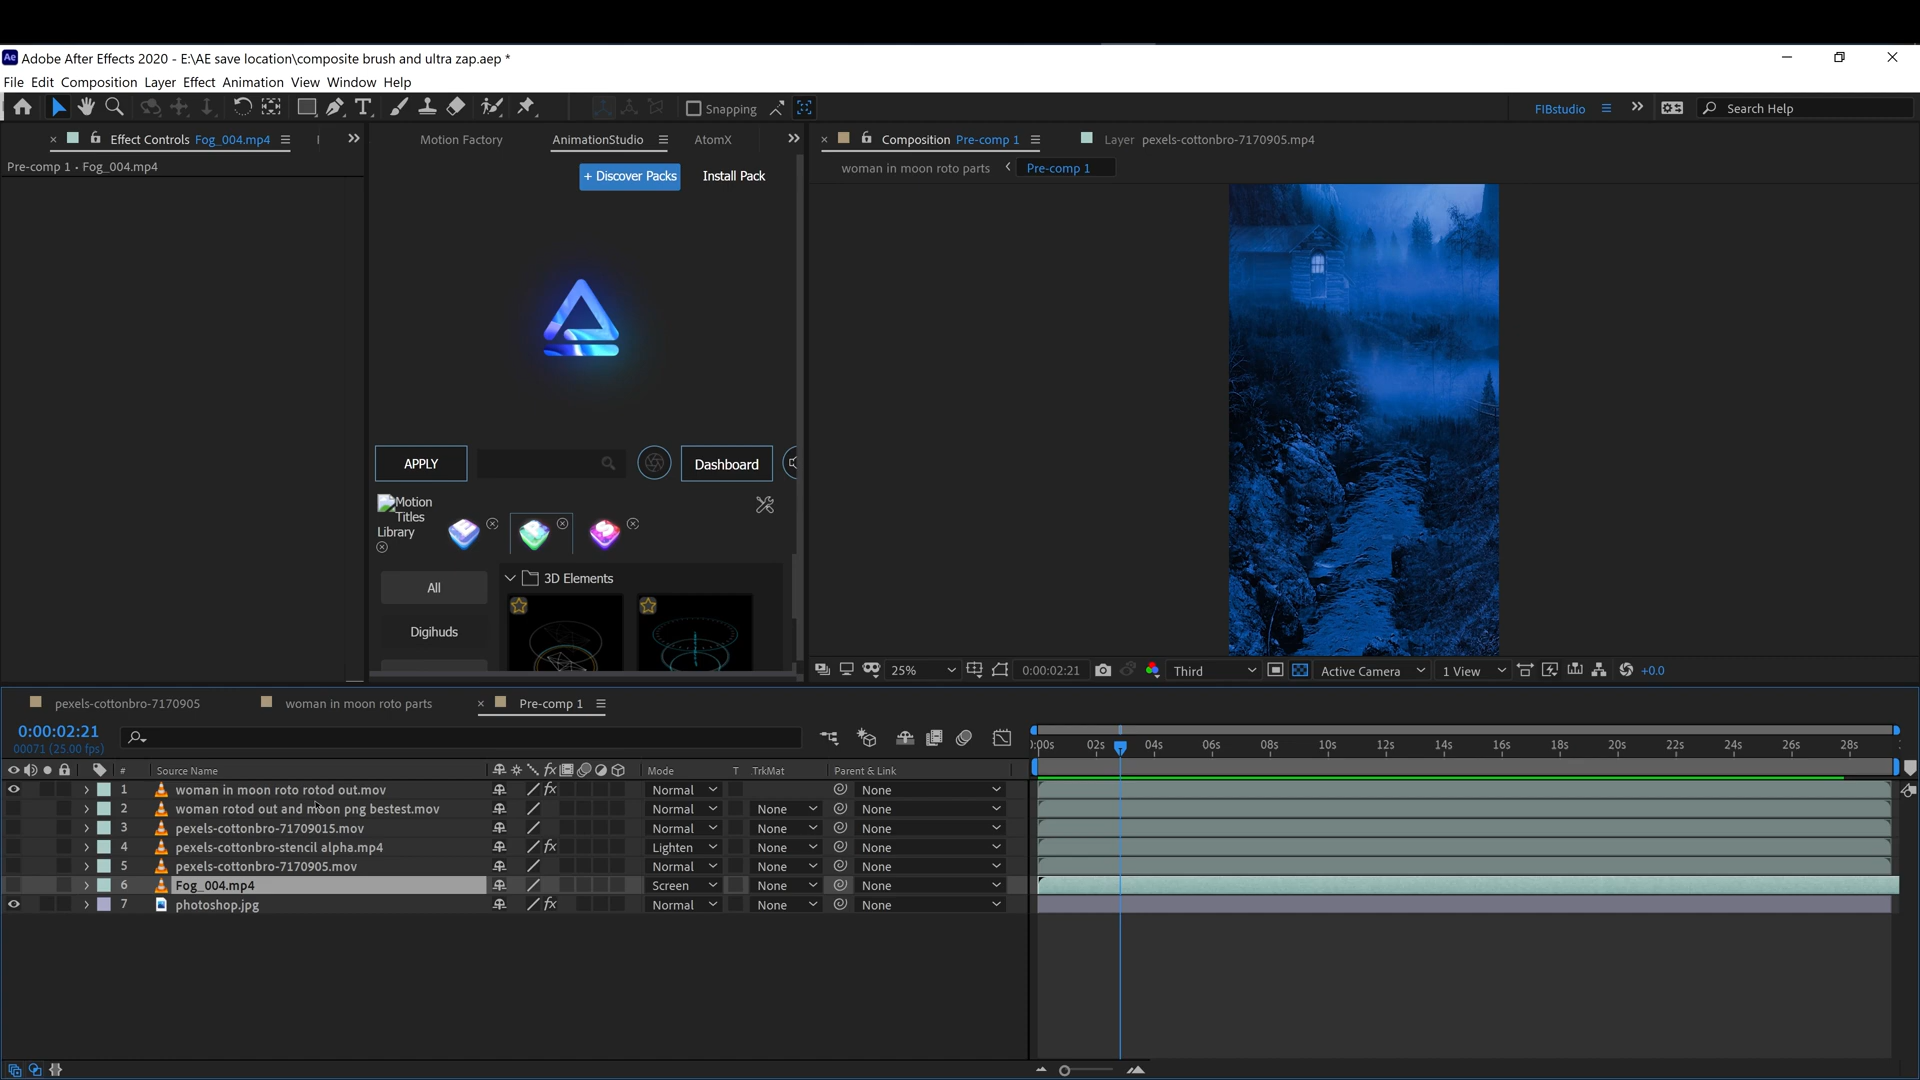 Adobe After Effects 2020 - E:\AE save location\composite brush and ultra zap.aep *
File Edit Composition Layer Effect Animation View Window Help
Snapping
FIBstudio
Search Help
Effect Controls Fog_004.mp4
Motion Factory
AnimationStudio
AtomX
Composition Pre-comp 1
Layer pexels-cottonbro-7170905.mp4
Pre-comp 1 • Fog_004.mp4
+ Discover Packs
Install Pack
woman in moon roto parts
Pre-comp 1
APPLY
Dashboard
Motion
Titles
Library
All
3D Elements
Digihuds
25%
0:00:02:21
Third
Active Camera
1 View
+0.0
pexels-cottonbro-7170905
woman in moon roto parts
Pre-comp 1
0:00:02:21
00071 (25.00 fps)
):00s 02s 04s 06s 08s 10s 12s 14s 16s 18s 20s 22s 24s 26s 28s
# Source Name fx Mode T .TrkMat Parent & Link
1 woman in moon roto rotod out.mov fx Normal None
2 woman rotod out and moon png bestest.mov Normal None None
3 pexels-cottonbro-71709015.mov Normal None None
4 pexels-cottonbro-stencil alpha.mp4 fx Lighten None None
5 pexels-cottonbro-7170905.mov Normal None None
6 Fog_004.mp4 Screen None None
7 photoshop.jpg fx Normal None None